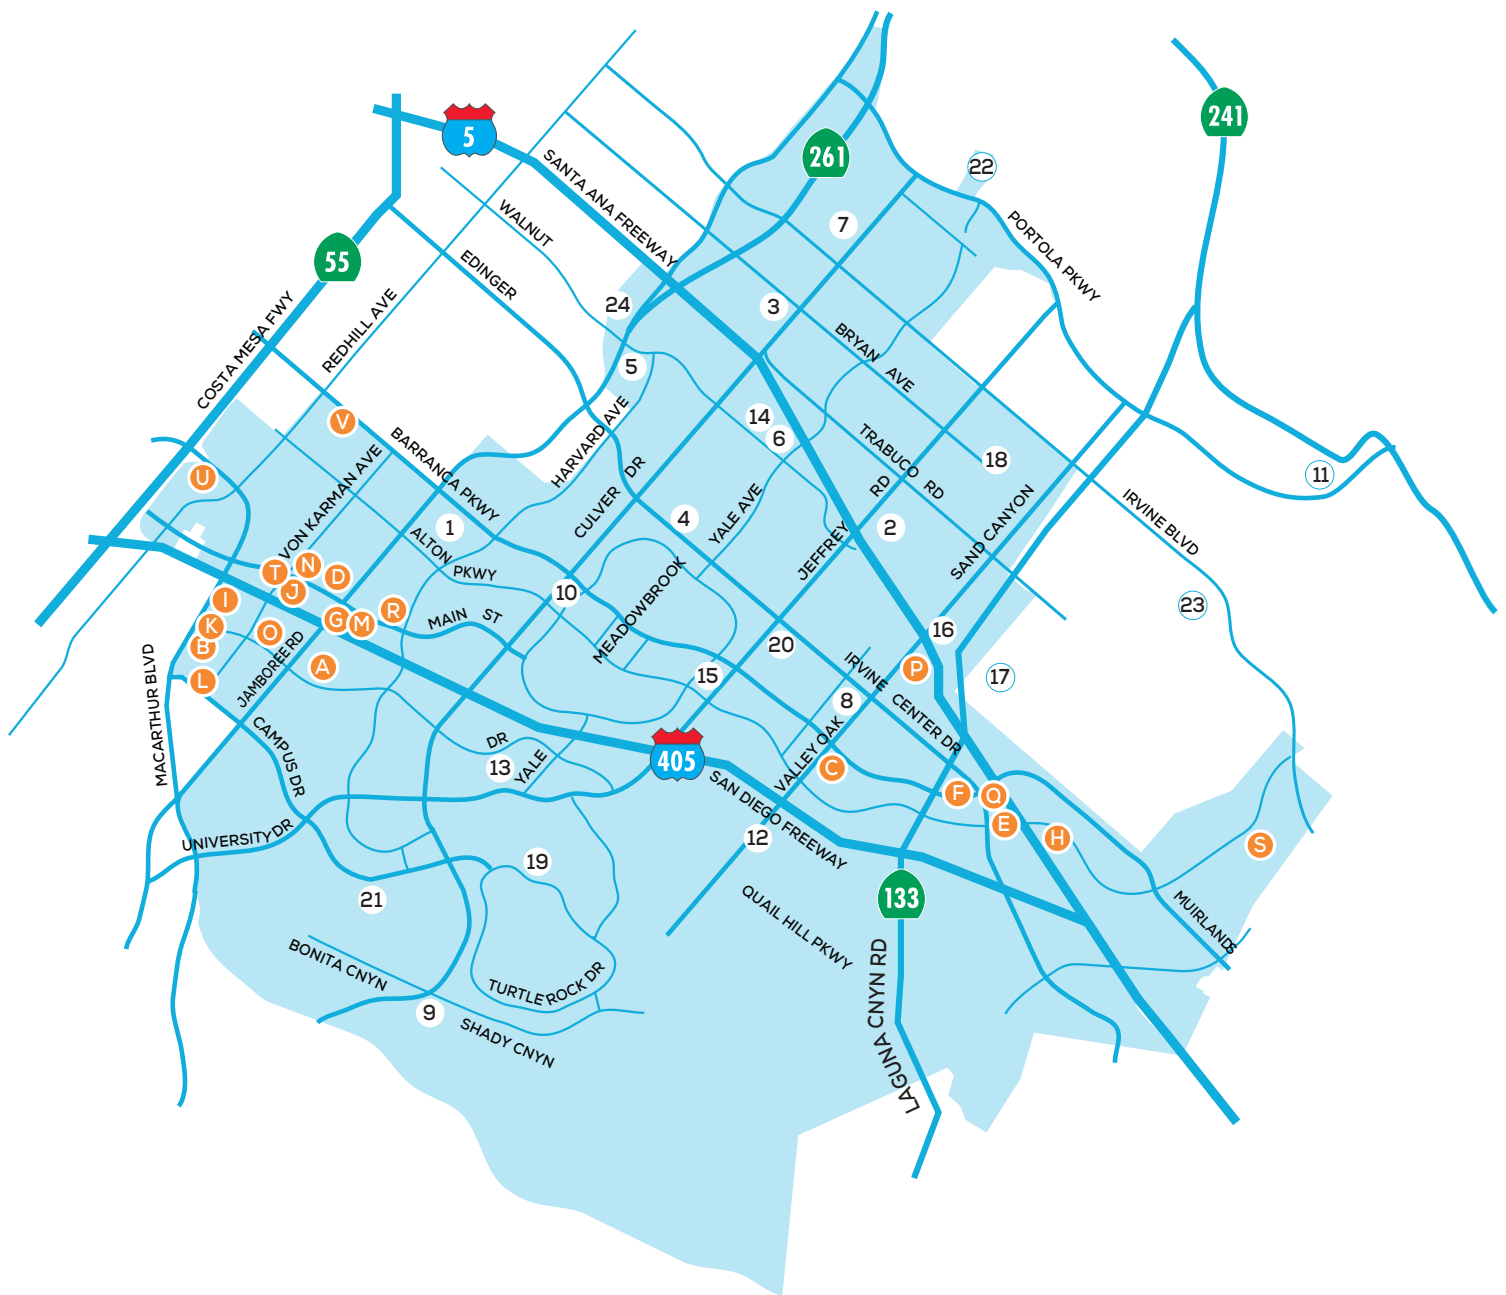 241
5
261
22
SANTA ANA FREEWAY
WALNUT
7
PORTOLA PKWY
55
EDINGER
24
3
COSTA MESA FWY
REDHILL AVE
BRYAN AVE
5
V
HARVARD AVE
14
6
BARRANCA PKWY
TRABUCO RD
18
11
U
VON KARMAN AVE
CULVER DR
JEFFREY RD
SAND CANYON
IRVINE BLVD
1
4
YALE AVE
2
ALTON PKWY
T
N
D
J
I
10
MEADOWBROOK
23
G
M
R
MAIN ST
K
O
B
20
16
A
L
JAMBOREE RD
15
IRVINE CENTER DR
P
17
MACARTHUR BLVD
8
CAMPUS DR
DR
13
YALE
405
VALLEY OAK
C
SAN DIEGO FREEWAY
F
Q
E
H
S
UNIVERSITY DR
12
19
21
133
QUAIL HILL PKWY
MUIRLANDS
BONITA CNYN
TURTLE ROCK DR
9
SHADY CNYN
LAGUNA CNYN RD